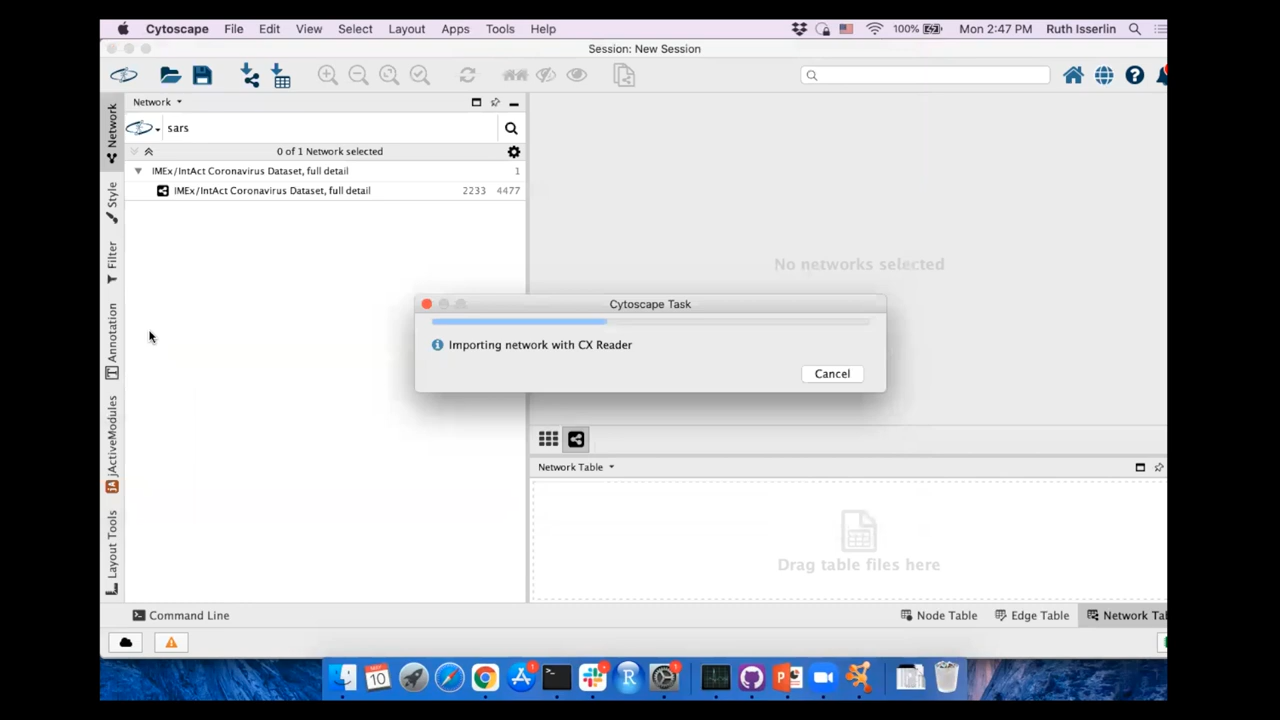 Cytoscape File Edit View Select Layout Apps Tools Help 100% Mon 2:47 PM Ruth Isserlin
Session: New Session
Network
sars
0 of 1 Network selected
IMEx/IntAct Coronavirus Dataset, full detail 1
IMEx/IntAct Coronavirus Dataset, full detail 2233 4477
Network
Style
Filter
Annotation
jActiveModules
Layout Tools
No networks selected
Cytoscape Task
Importing network with CX Reader
Cancel
Network Table
Drag table files here
Command Line
Node Table Edge Table Network Tal
10